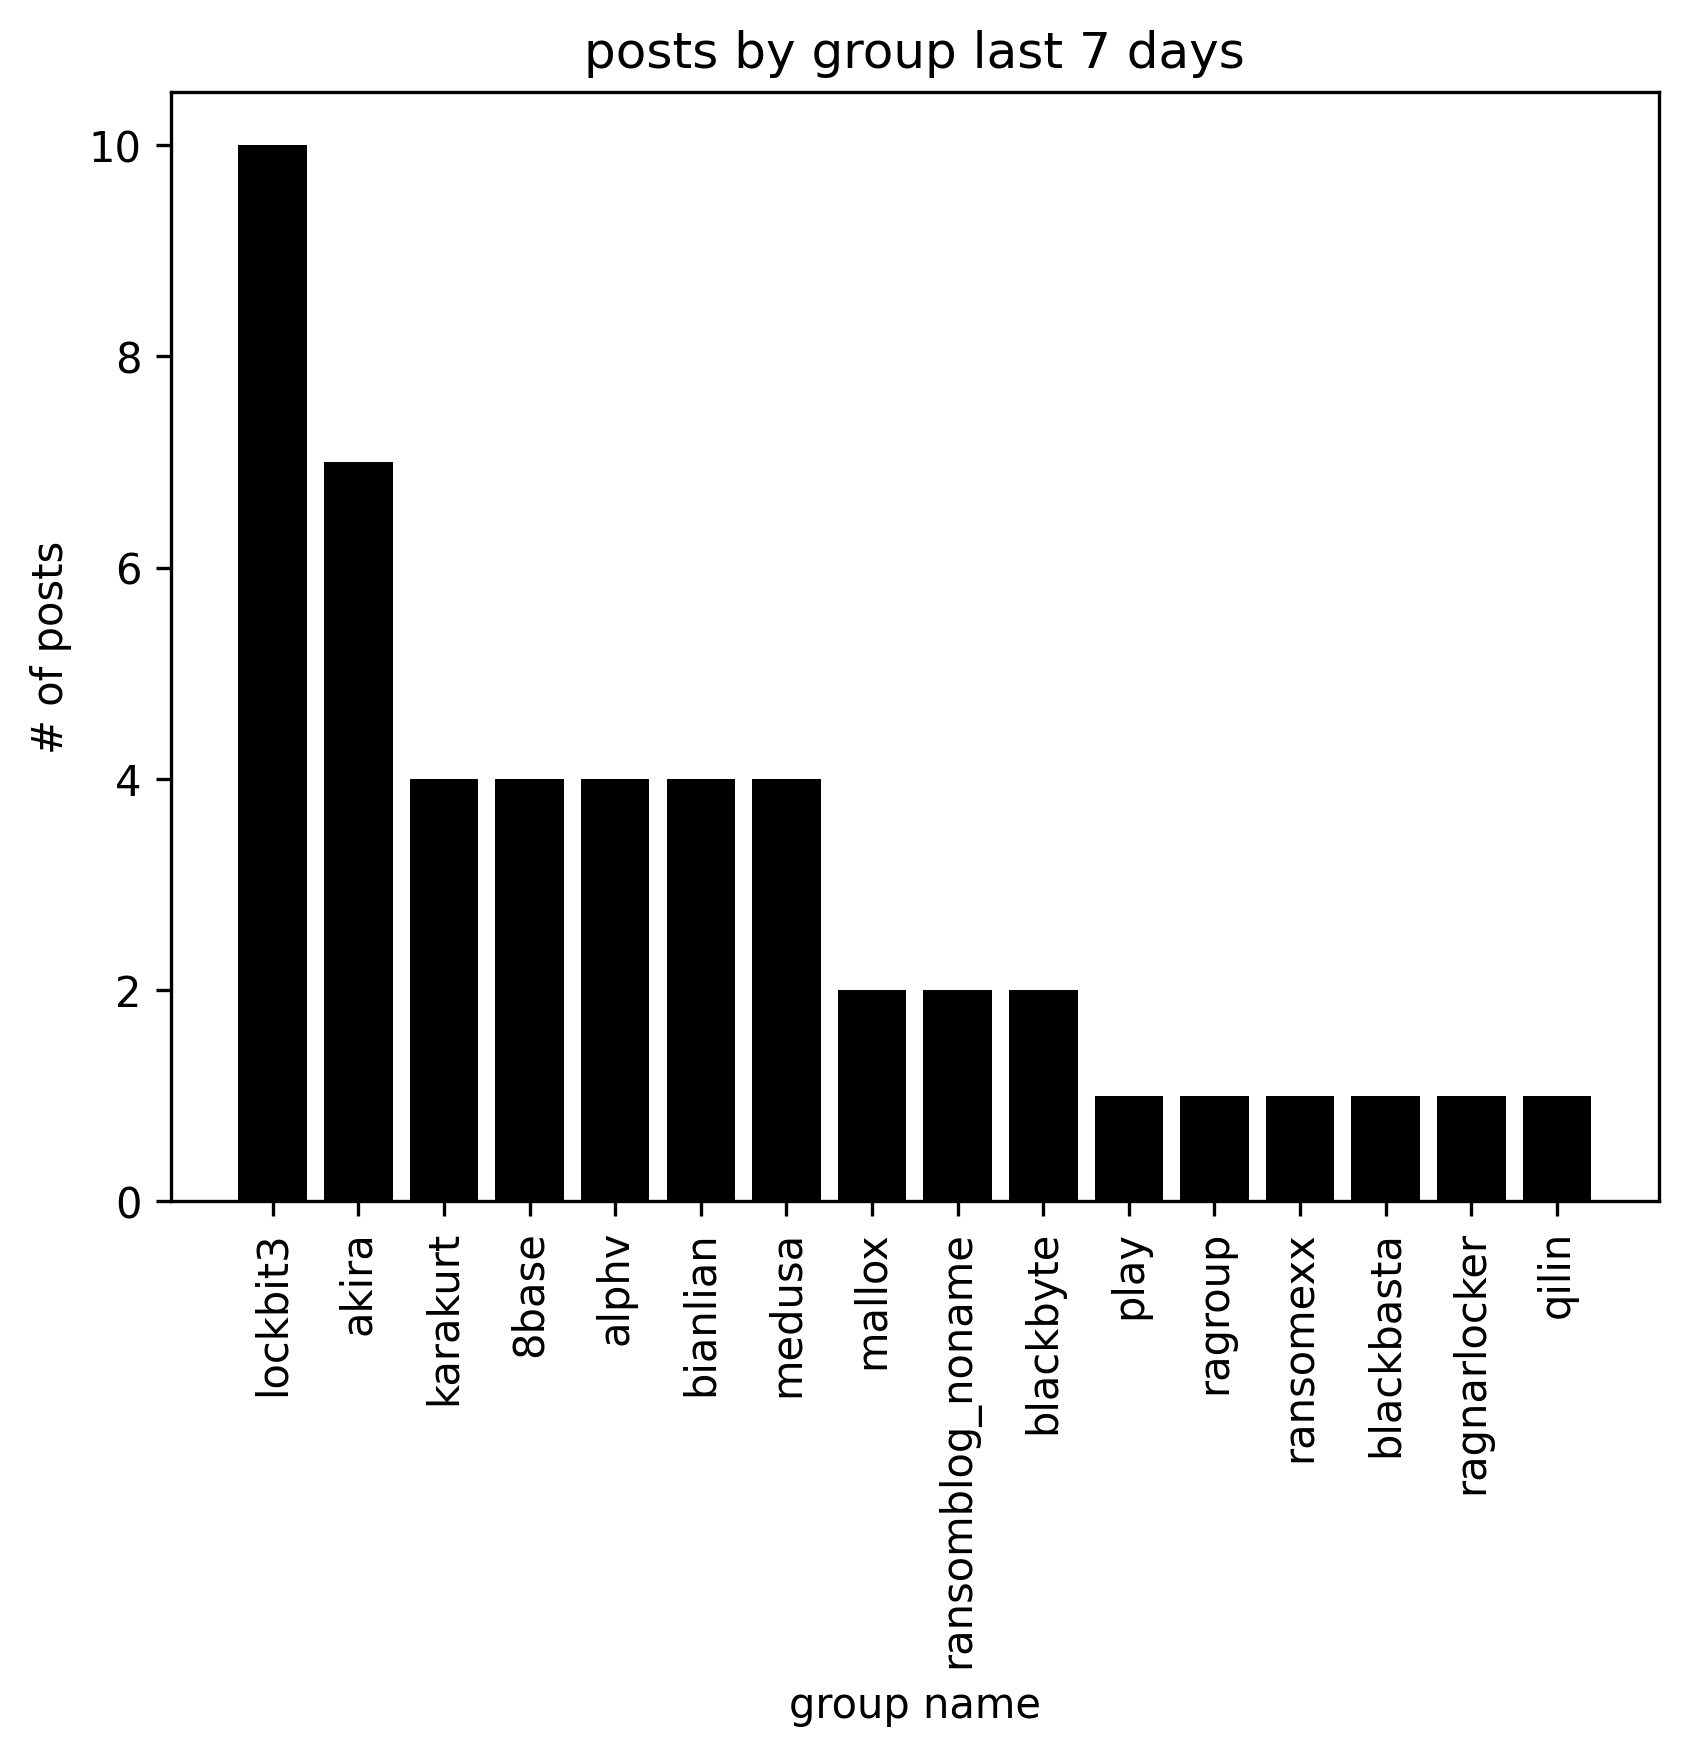 posts by group last 7 days
# of posts
10
8
6
4
2
0
lockbit3
akira
karakurt
8base
alphv
bianlian
medusa
mallox
ransomblog_noname
blackbyte
play
ragroup
ransomexx
blackbasta
ragnarlocker
qilin
group name